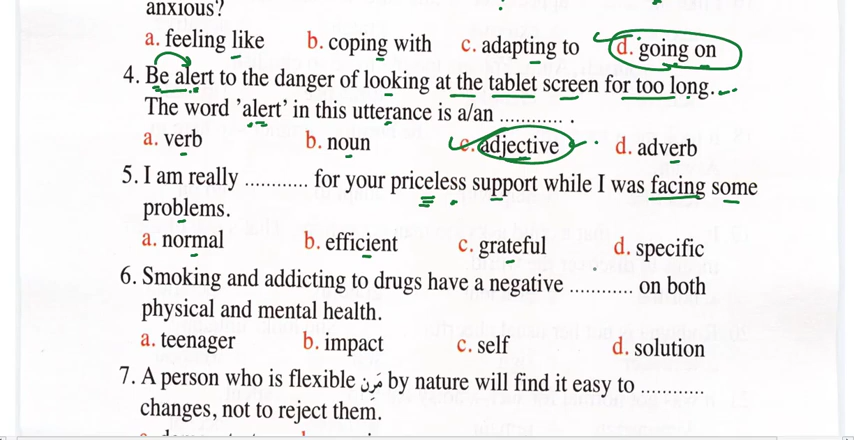 anxious?
a. feeling like b. coping with c. adapting to d. going on
4. Be alert to the danger of looking at the tablet screen for too long...
The word 'alert' in this utterance is a/an ............ .
a. verb b. noun c. adjective d. adverb
5. I am really ............ for your priceless support while I was facing some
problems.
a. normal b. efficient c. grateful d. specific
6. Smoking and addicting to drugs have a negative ............ on both
physical and mental health.
a. teenager b. impact c. self d. solution
7. A person who is flexible مَرِن by nature will find it easy to ............
changes, not to reject them.